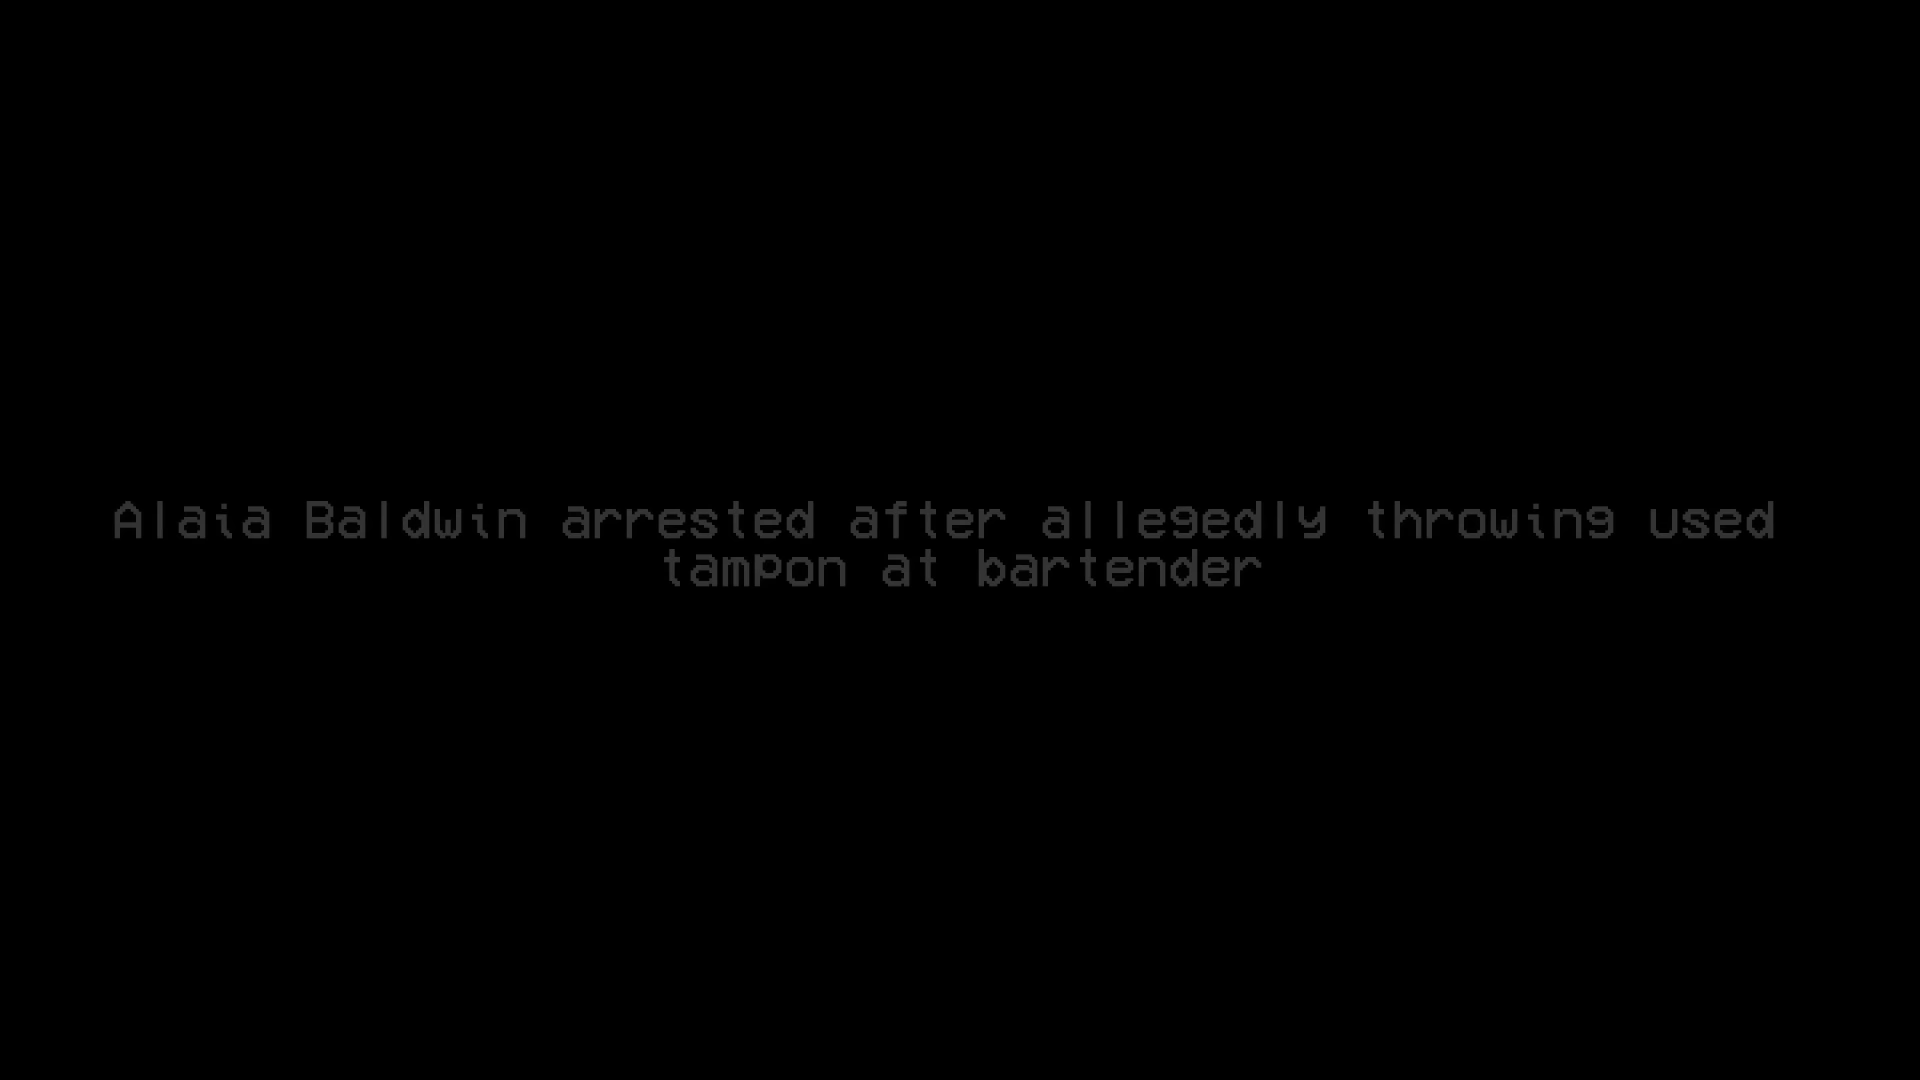 Alaia Baldwin arrested after allegedly throwing used
tampon at bartender